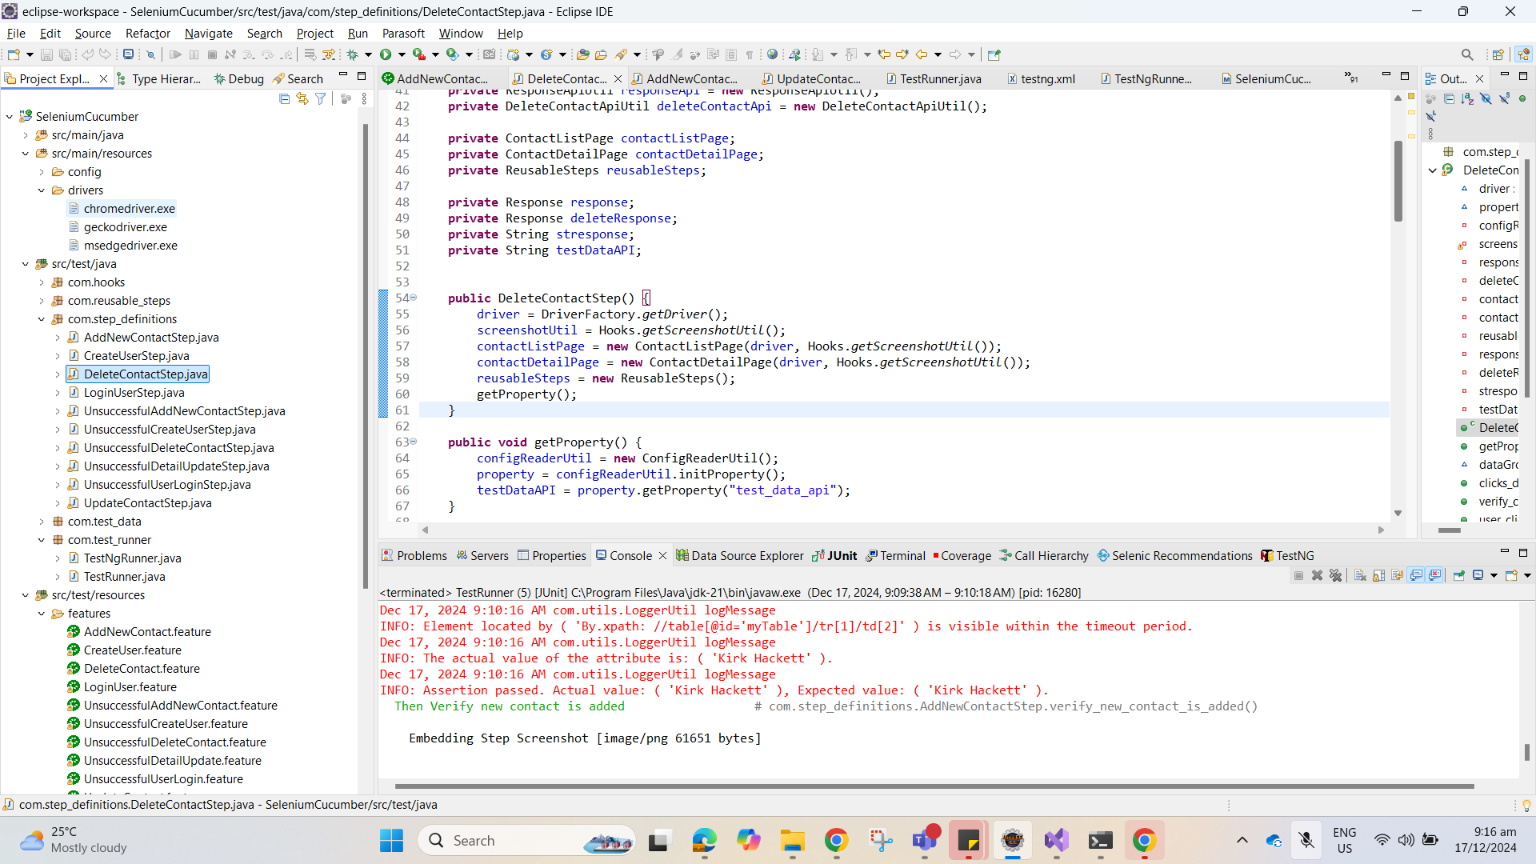 eclipse-workspace - SeleniumCucumber/src/test/java/com/step_definitions/DeleteContactStep.java - Eclipse IDE
File Edit Source Refactor Navigate Search Project Run Parasoft Window Help
Project Expl... Type Hierar... Debug Search
AddNewContac... DeleteContac... AddNewContac... UpdateContac... TestRunner.java testng.xml TestNgRunne... SeleniumCuc... »91
Out...
SeleniumCucumber
src/main/java
src/main/resources
config
drivers
chromedriver.exe
geckodriver.exe
msedgedriver.exe
src/test/java
com.hooks
com.reusable_steps
com.step_definitions
AddNewContactStep.java
CreateUserStep.java
DeleteContactStep.java
LoginUserStep.java
UnsuccessfulAddNewContactStep.java
UnsuccessfulCreateUserStep.java
UnsuccessfulDeleteContactStep.java
UnsuccessfulDetailUpdateStep.java
UnsuccessfulUserLoginStep.java
UpdateContactStep.java
com.test_data
com.test_runner
TestNgRunner.java
TestRunner.java
src/test/resources
features
AddNewContact.feature
CreateUser.feature
DeleteContact.feature
LoginUser.feature
UnsuccessfulAddNewContact.feature
UnsuccessfulCreateUser.feature
UnsuccessfulDeleteContact.feature
UnsuccessfulDetailUpdate.feature
UnsuccessfulUserLogin.feature
41 private ResponseApiUtil responseApi = new ResponseApiUtil();
42 private DeleteContactApiUtil deleteContactApi = new DeleteContactApiUtil();
43
44 private ContactListPage contactListPage;
45 private ContactDetailPage contactDetailPage;
46 private ReusableSteps reusableSteps;
47
48 private Response response;
49 private Response deleteResponse;
50 private String stresponse;
51 private String testDataAPI;
52
53
54 public DeleteContactStep() {
55 driver = DriverFactory.getDriver();
56 screenshotUtil = Hooks.getScreenshotUtil();
57 contactListPage = new ContactListPage(driver, Hooks.getScreenshotUtil());
58 contactDetailPage = new ContactDetailPage(driver, Hooks.getScreenshotUtil());
59 reusableSteps = new ReusableSteps();
60 getProperty();
61 }
62
63 public void getProperty() {
64 configReaderUtil = new ConfigReaderUtil();
65 property = configReaderUtil.initProperty();
66 testDataAPI = property.getProperty("test_data_api");
67 }
68
com.step_c
DeleteCon
driver :
propert
configR
screens
respons
deleteC
contact
contact
reusabl
respons
deleteR
strespo
testDat
DeleteC
getProp
dataGro
clicks_d
verify_c
user_cli
Problems Servers Properties Console Data Source Explorer JUnit Terminal Coverage Call Hierarchy Selenic Recommendations TestNG
<terminated> TestRunner (5) [JUnit] C:\Program Files\Java\jdk-21\bin\javaw.exe (Dec 17, 2024, 9:09:38 AM – 9:10:18 AM) [pid: 16280]
Dec 17, 2024 9:10:16 AM com.utils.LoggerUtil logMessage
INFO: Element located by ( 'By.xpath: //table[@id='myTable']/tr[1]/td[2]' ) is visible within the timeout period.
Dec 17, 2024 9:10:16 AM com.utils.LoggerUtil logMessage
INFO: The actual value of the attribute is: ( 'Kirk Hackett' ).
Dec 17, 2024 9:10:16 AM com.utils.LoggerUtil logMessage
INFO: Assertion passed. Actual value: ( 'Kirk Hackett' ), Expected value: ( 'Kirk Hackett' ).
Then Verify new contact is added # com.step_definitions.AddNewContactStep.verify_new_contact_is_added()
Embedding Step Screenshot [image/png 61651 bytes]
com.step_definitions.DeleteContactStep.java - SeleniumCucumber/src/test/java
25°C
Mostly cloudy
Search
ENG
US
9:16 am
17/12/2024